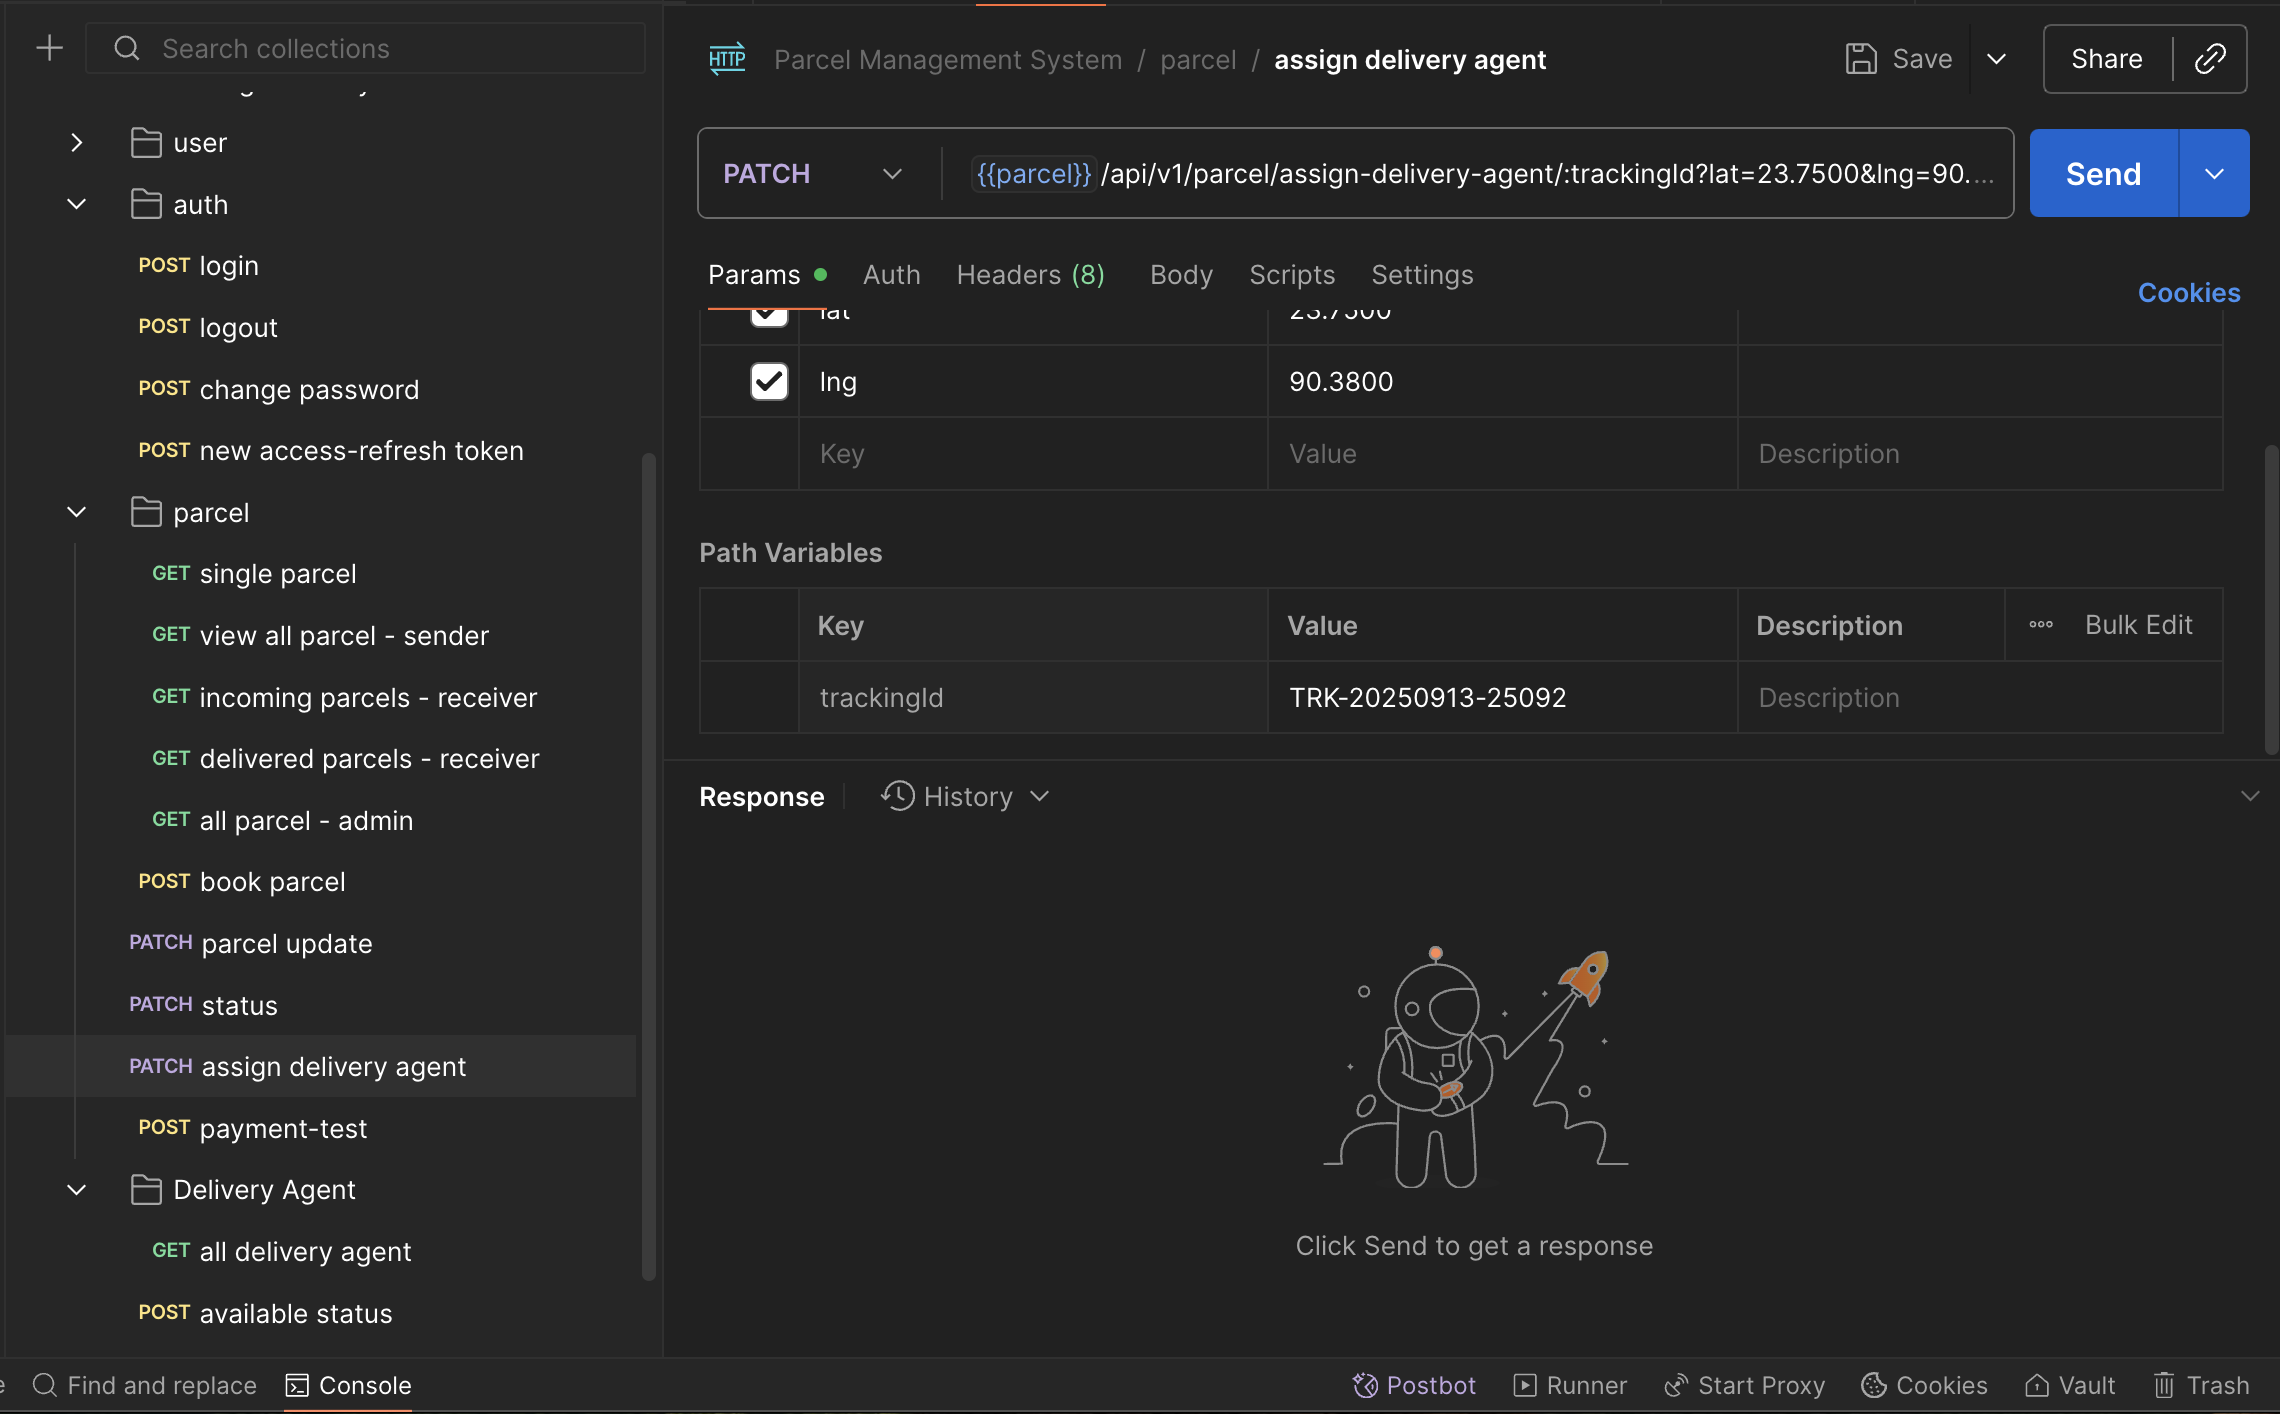 Search collections
user
auth
POST login
POST logout
POST change password
POST new access-refresh token
parcel
GET single parcel
GET view all parcel - sender
GET incoming parcels - receiver
GET delivered parcels - receiver
GET all parcel - admin
POST book parcel
PATCH parcel update
PATCH status
PATCH assign delivery agent
POST payment-test
Delivery Agent
GET all delivery agent
POST available status
HTTP Parcel Management System / parcel / assign delivery agent
Save
Share
PATCH {{parcel}} /api/v1/parcel/assign-delivery-agent/:trackingId?lat=23.7500&lng=90....
Send
Params Auth Headers (8) Body Scripts Settings
Cookies
lat 23.7500
lng 90.3800
Key Value Description
Path Variables
Key Value Description Bulk Edit
trackingId TRK-20250913-25092 Description
Response History
Click Send to get a response
Find and replace Console Postbot Runner Start Proxy Cookies Vault Trash